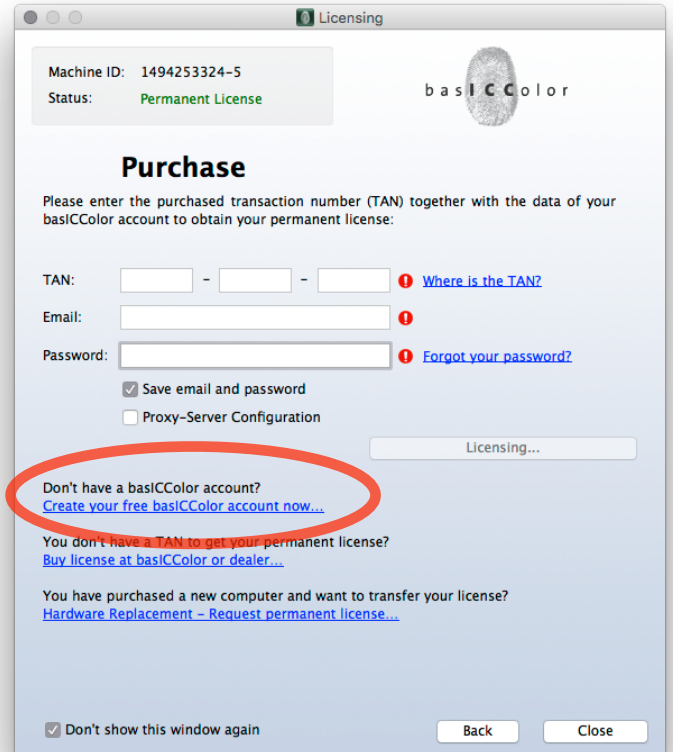 Licensing
Machine ID: 1494253324-5
Status: Permanent License
basICColor
Purchase
Please enter the purchased transaction number (TAN) together with the data of your
basICColor account to obtain your permanent license:
TAN: - - Where is the TAN?
Email:
Password: Forgot your password?
Save email and password
Proxy-Server Configuration
Licensing...
Don't have a basICColor account?
Create your free basICColor account now...
You don't have a TAN to get your permanent license?
Buy license at basICColor or dealer...
You have purchased a new computer and want to transfer your license?
Hardware Replacement - Request permanent license...
Don't show this window again
Back Close